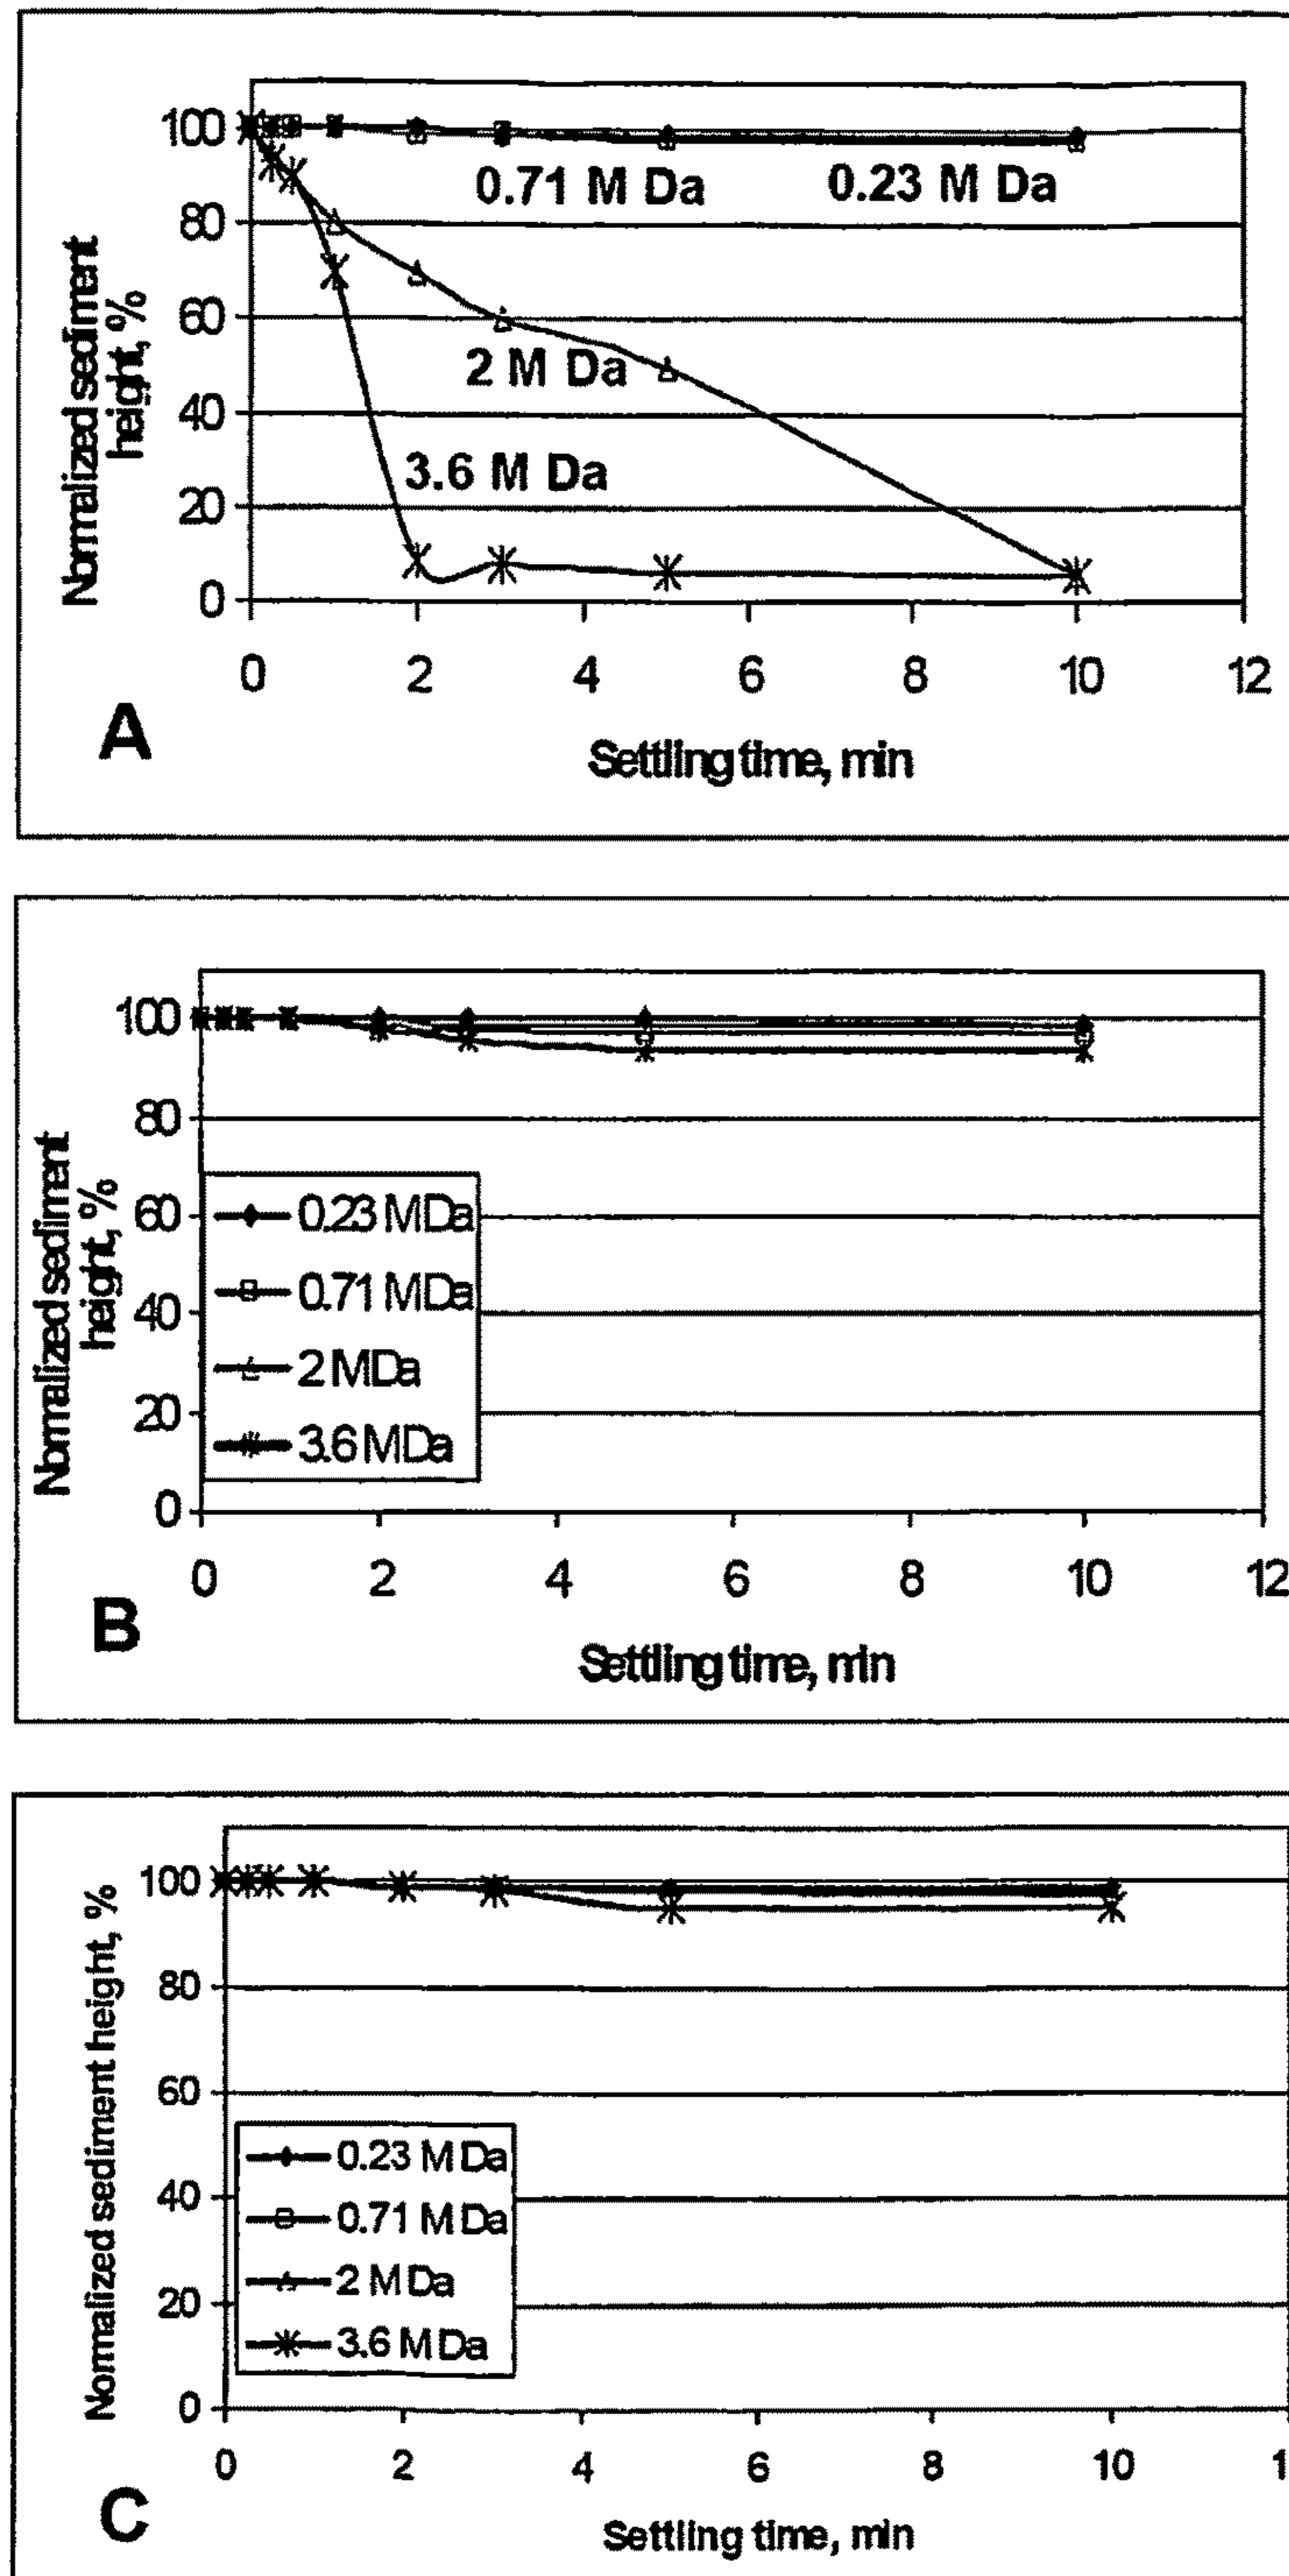 100
80
60
40
20
0
Normalized sediment
height, %
0.71 M Da
0.23 M Da
2 M Da
3.6 M Da
0 2 4 6 8 10 12
A
Settling time, min
100
80
60
40
20
0
Normalized sediment
height, %
0.23 MDa
0.71 MDa
2 MDa
3.6 MDa
0 2 4 6 8 10 12
B
Settling time, min
100
80
60
40
20
0
Normalized sediment height, %
0.23 M Da
0.71 M Da
2 M Da
3.6 M Da
0 2 4 6 8 10 1
C
Settling time, min